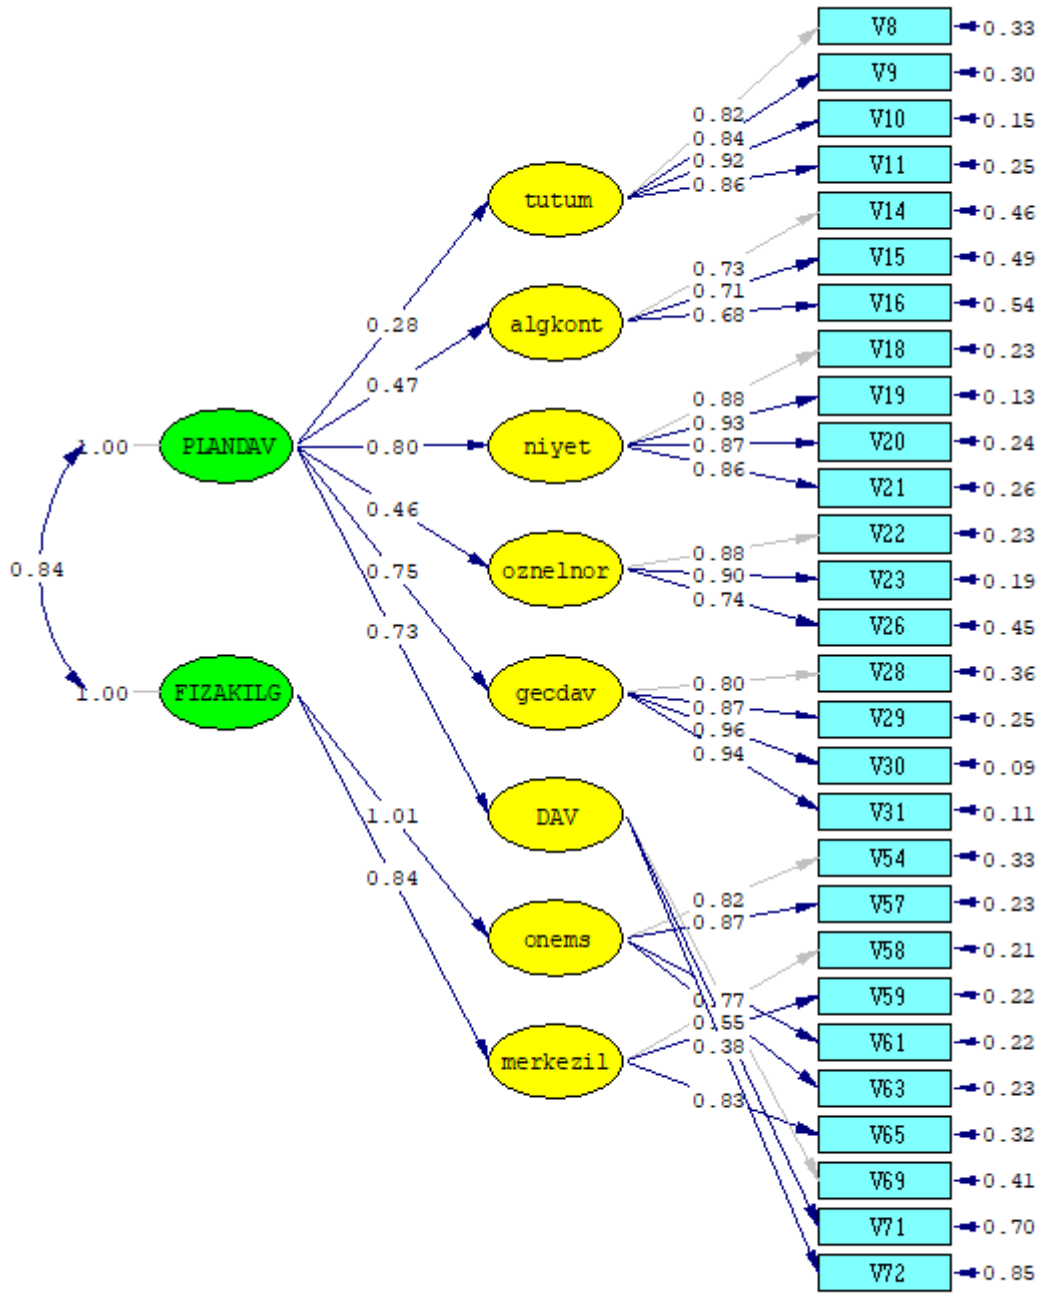 V8 0.33
V9 0.30
0.82 V10 0.15
0.84
0.92 V11 0.25
0.86
tutum V14 0.46
V15 0.49
0.73
0.71 V16 0.54
0.68
algkont
0.28 V18 0.23
0.47 V19 0.13
0.88
0.93
0.87 V20 0.24
0.86
1.00 PLANDAV 0.80 niyet
V21 0.26
0.46 V22 0.23
0.88
0.90 V23 0.19
0.74
0.84 0.75 oznelnor
V26 0.45
0.73
V28 0.36
0.80
1.00 FIZAKILG gecdav 0.87 V29 0.25
0.96
0.94 V30 0.09
1.01 DAV V31 0.11
V54 0.33
0.84 0.82 V57 0.23
0.87
onems V58 0.21
0.77 V59 0.22
0.55
0.38 V61 0.22
merkezil V63 0.23
0.83
V65 0.32
V69 0.41
V71 0.70
V72 0.85